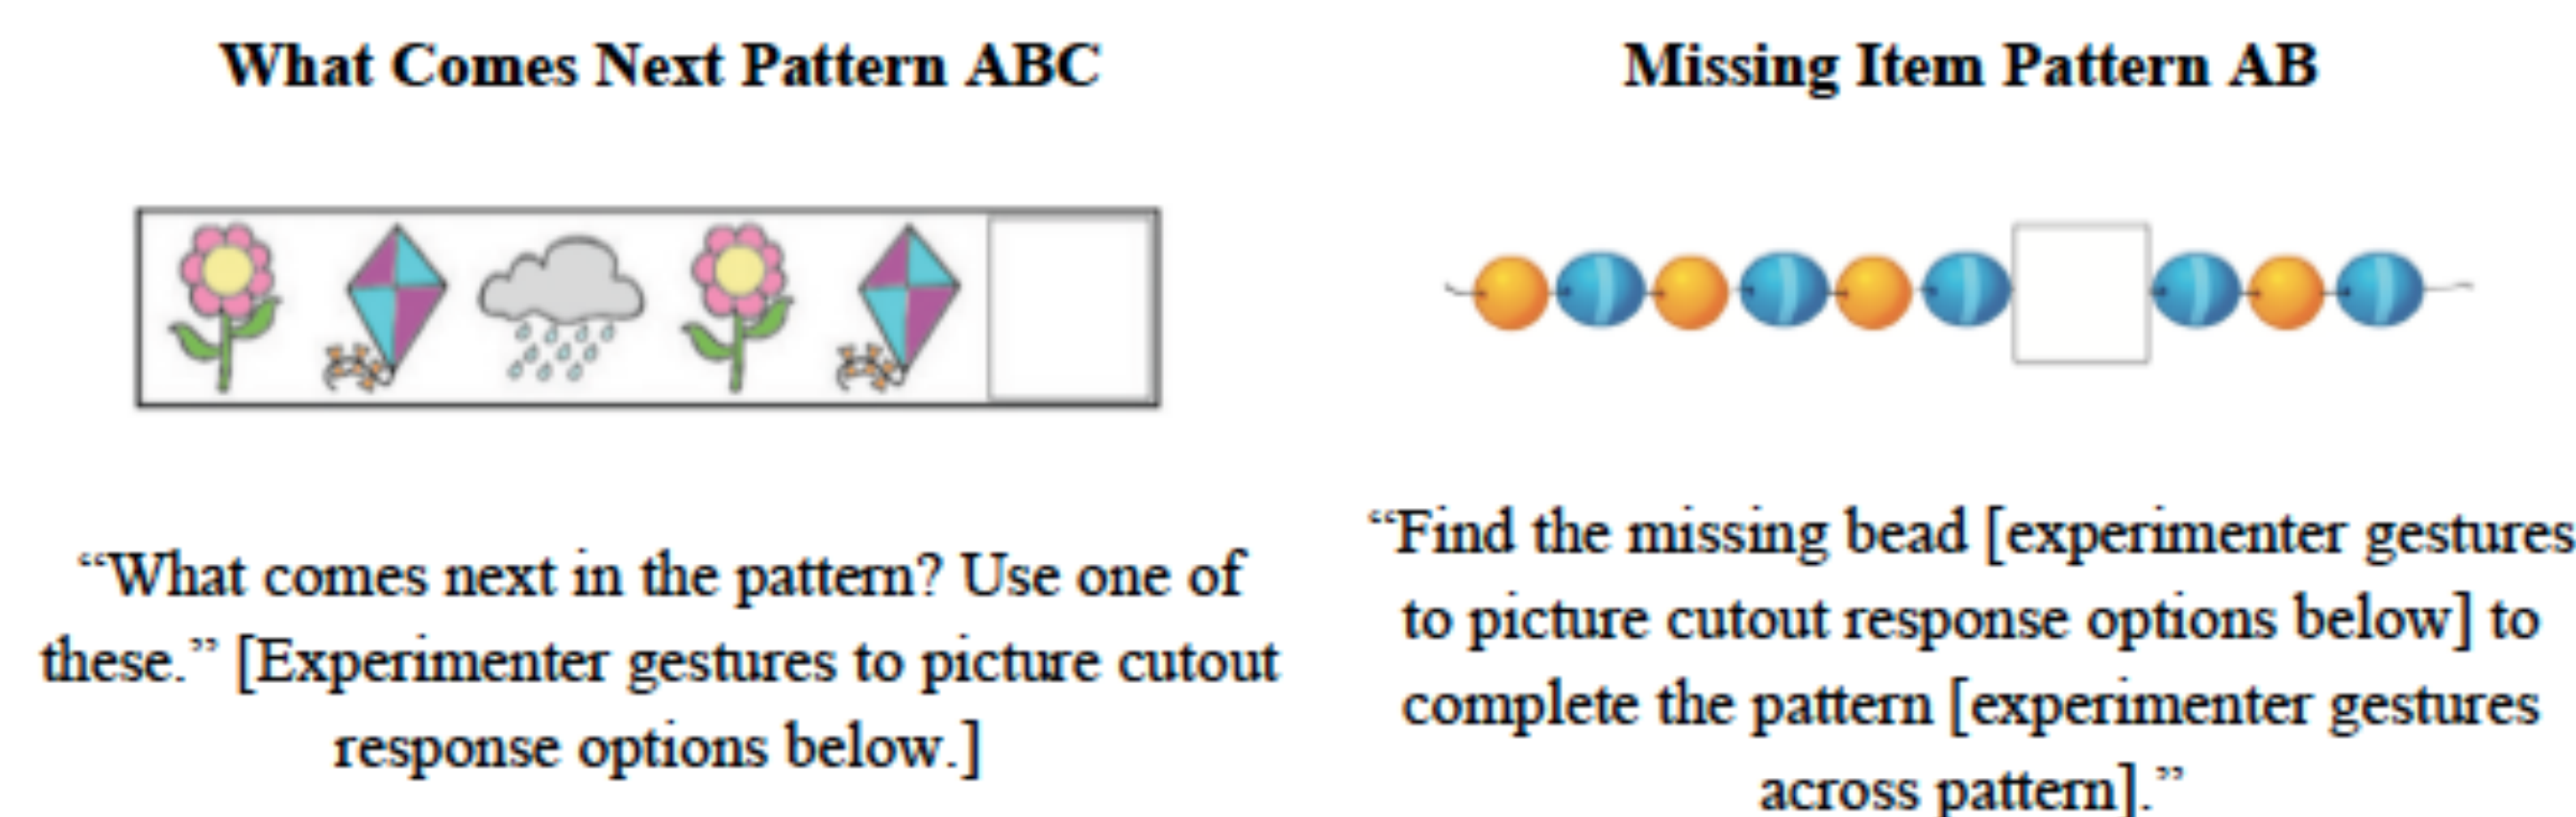 What Comes Next Pattern ABC
“What comes next in the pattern? Use one of
these.” [Experimenter gestures to picture cutout
response options below.]
Missing Item Pattern AB
“Find the missing bead [experimenter gestures
to picture cutout response options below] to
complete the pattern [experimenter gestures
across pattern].”